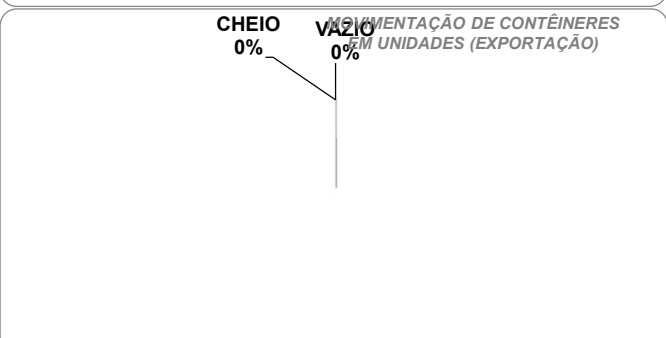 MOVIMENTAÇÃO DE CONTÊINERES
EM UNIDADES (EXPORTAÇÃO)
CHEIO
0%
VAZIO
0%